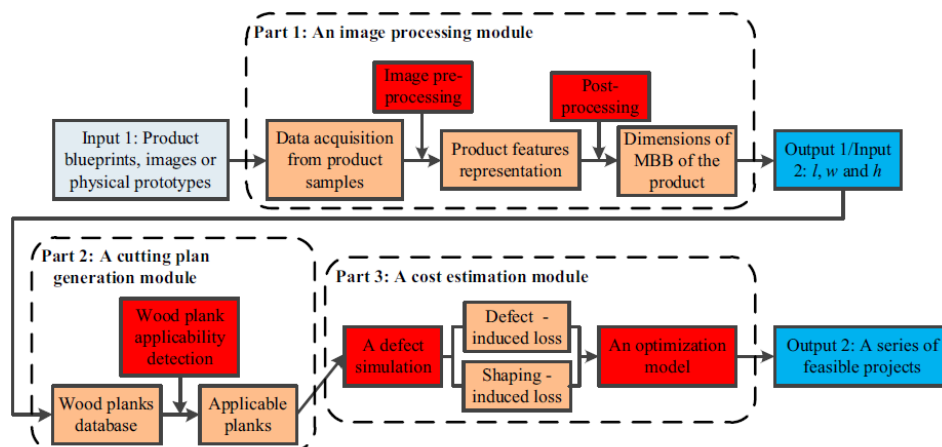 Part 1: An image processing module
Image pre-
processing
Post-
processing
Input 1: Product
blueprints, images or
physical prototypes
Data acquisition
from product
samples
Product features
representation
Dimensions of
MBB of the
product
Output 1/Input
2: l, w and h
Part 2: A cutting plan
generation module
Wood plank
applicability
detection
Wood planks
database
Applicable
planks
Part 3: A cost estimation module
A defect
simulation
Defect -
induced loss
Shaping -
induced loss
An optimization
model
Output 2: A series of
feasible projects